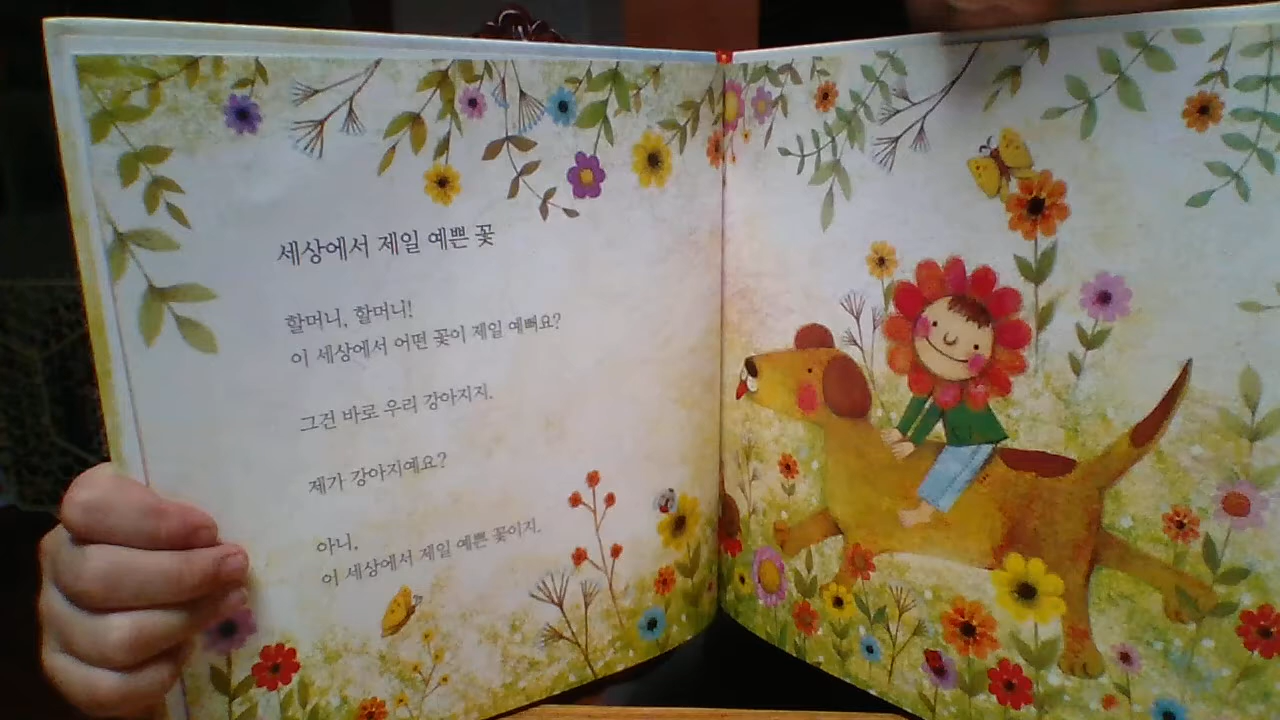 세상에서 제일 예쁜 꽃
할머니, 할머니!
이 세상에서 어떤 꽃이 제일 예뻐요?
그건 바로 우리 강아지지.
제가 강아지예요?
아니,
이 세상에서 제일 예쁜 꽃이지.